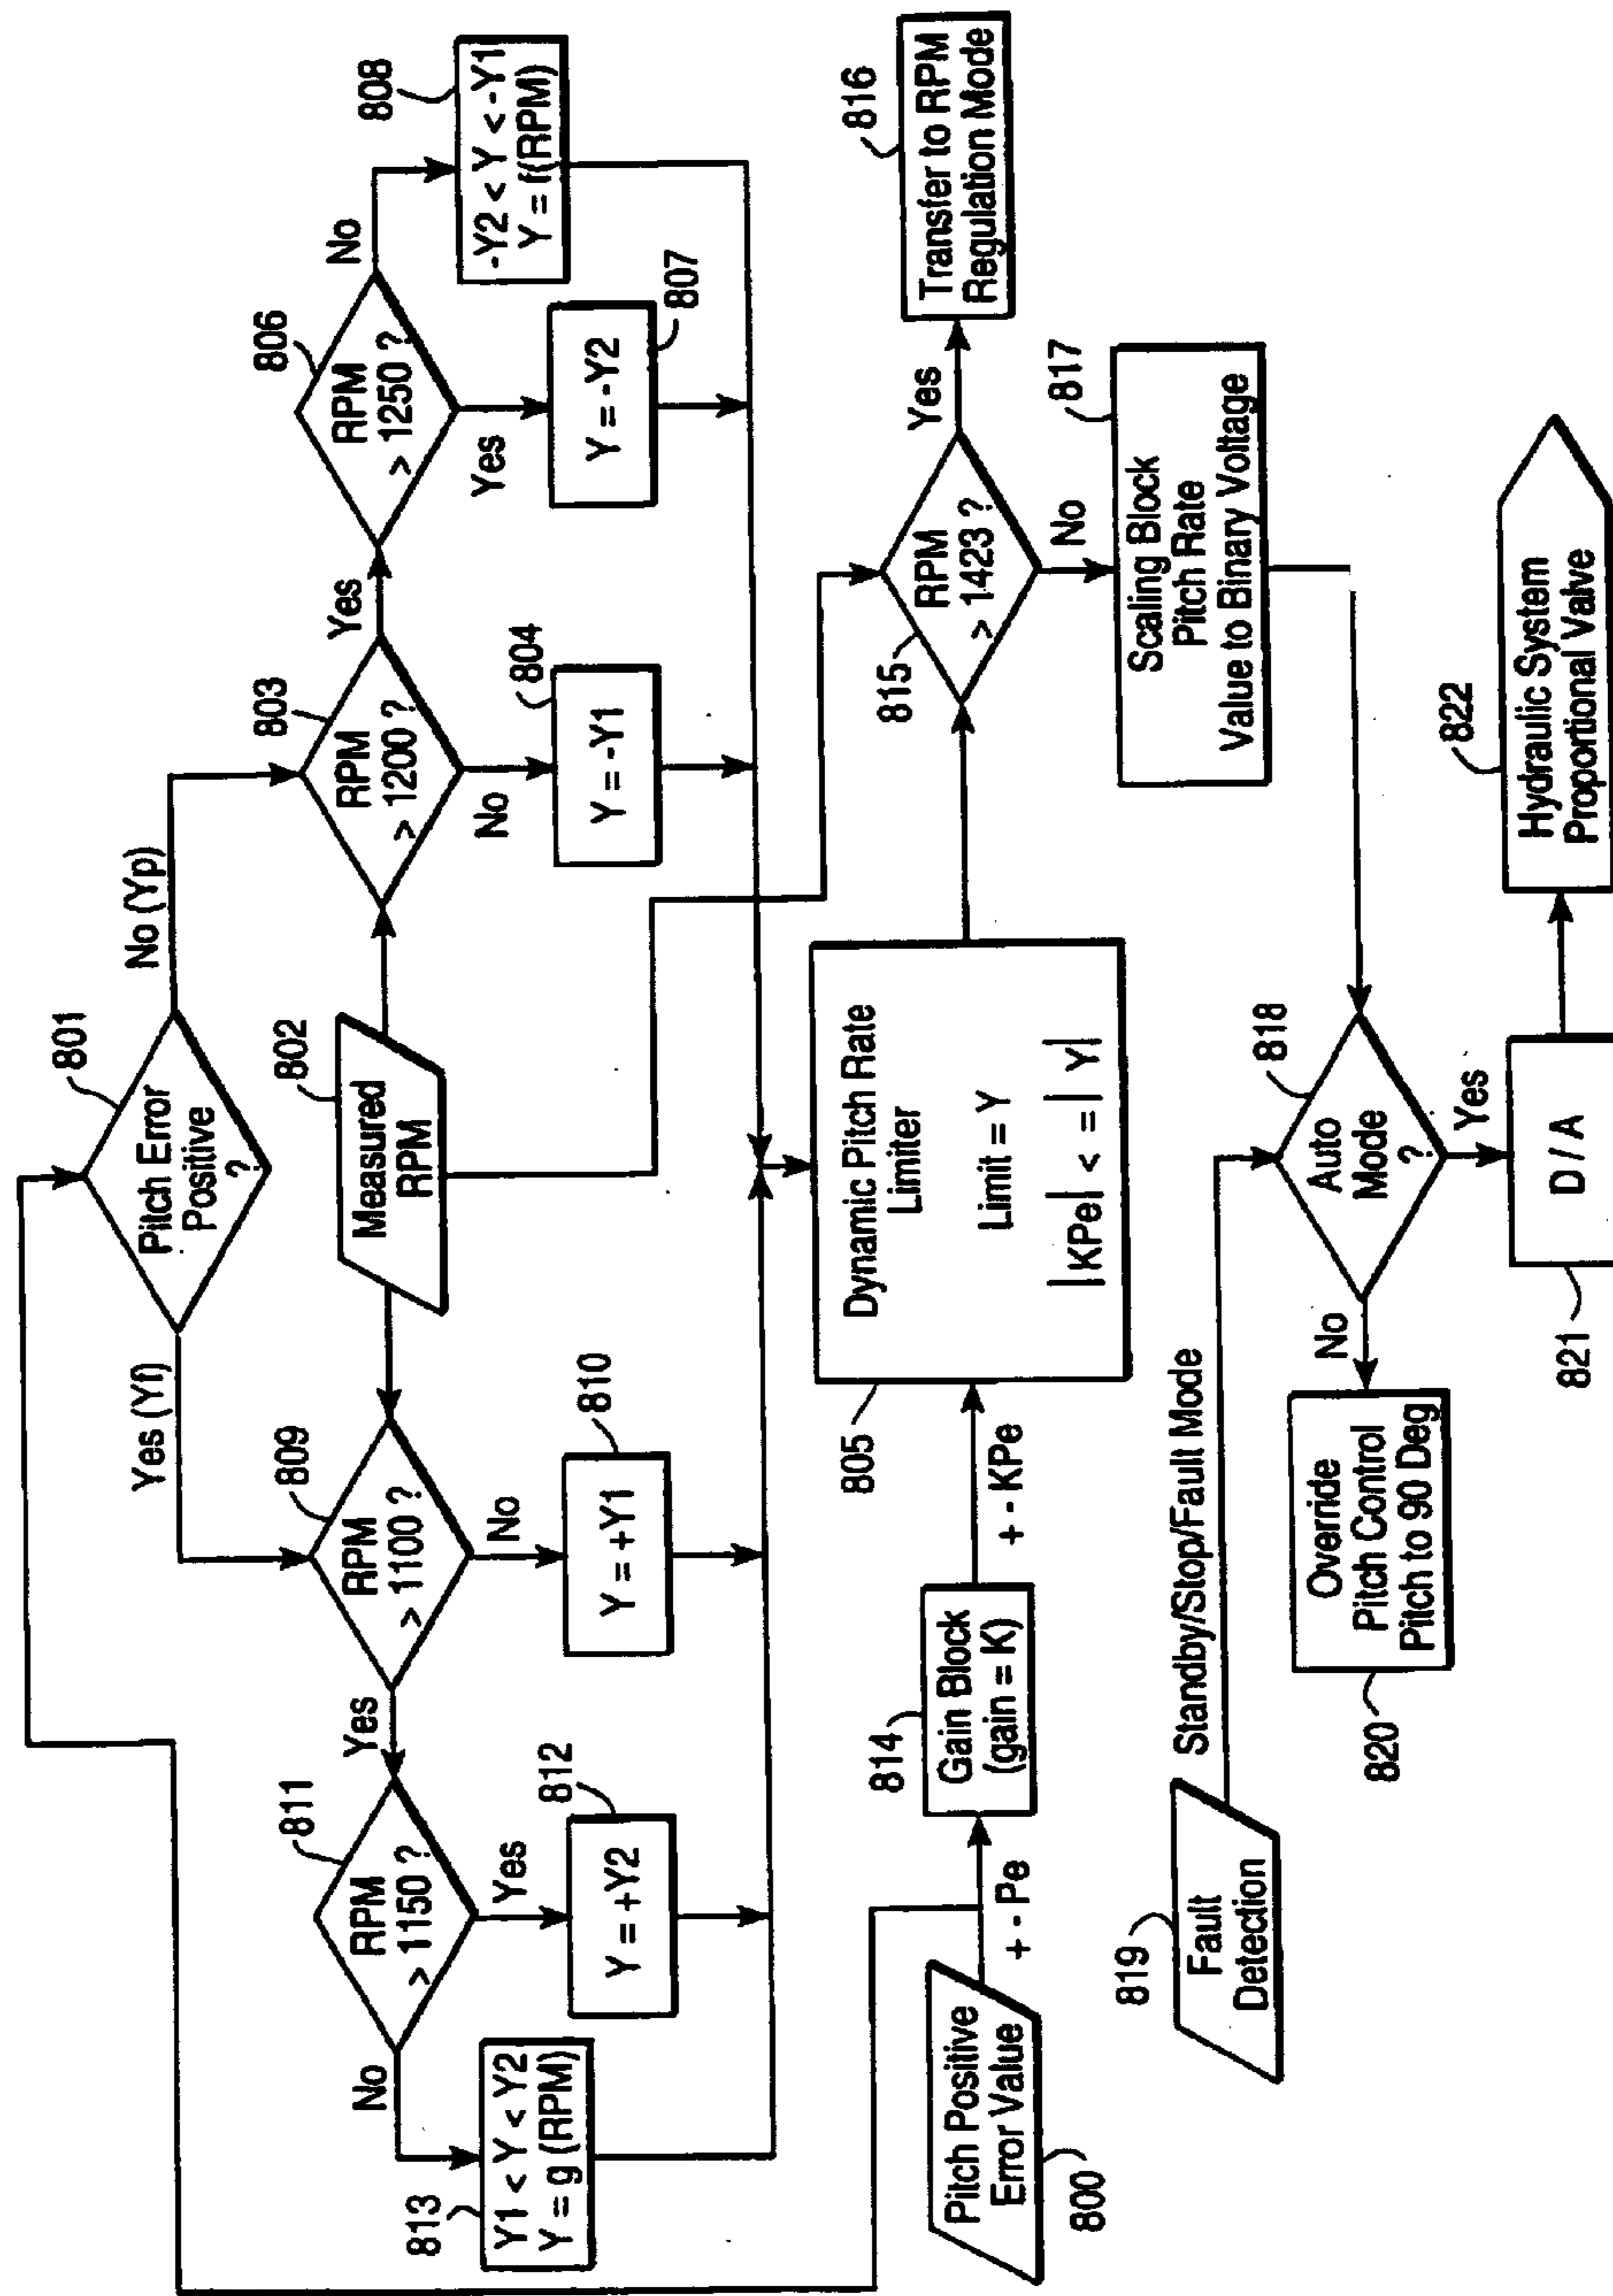 801
Pitch Error
Positive
?
Yes (Yf)
No (Yp)
802
Measured
RPM
803
RPM
> 1200 ?
Yes
No
804
Y = -Y1
806
RPM
> 1250 ?
No
Yes
807
Y = -Y2
808
-Y2 < Y < -Y1
Y = f(RPM)
809
RPM
> 1100 ?
Yes
No
810
Y = +Y1
811
RPM
> 1150 ?
No
Yes
812
Y = +Y2
813
Y1 < Y < Y2
Y = g (RPM)
800
Pitch Positive
Error Value
+ - Pe
814
Gain Block
(gain = K)
+ - KPe
805
Dynamic Pitch Rate
Limiter
Limit = Y
|KPe| < = | Y|
815
RPM
> 1423 ?
Yes
No
816
Transfer to RPM
Regulation Mode
817
Scaling Block
Pitch Rate
Value to Binary Voltage
819
Fault
Detection
Standby/Stop/Fault Mode
818
Auto
Mode
?
No
Yes
820
Override
Pitch Control
Pitch to 90 Deg
821
D / A
822
Hydraulic System
Proportional Valve